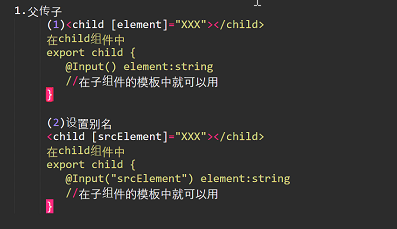 1.父传子
(1)<child [element]="XXX"></child>
在child组件中
export child {
@Input() element:string
//在子组件的模板中就可以用
}
(2)设置别名
<child [srcElement]="XXX"></child>
在child组件中
export child {
@Input("srcElement") element:string
//在子组件的模板中就可以用
}